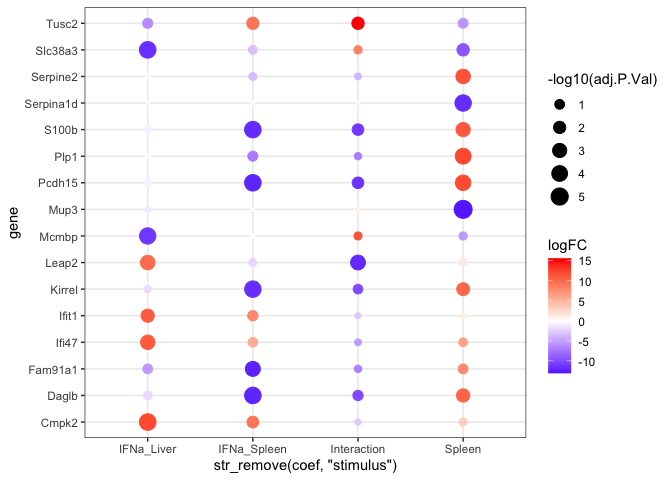 Tusc2
Slc38a3
Serpine2
Serpina1d
S100b
Plp1
Pcdh15
Mup3
Mcmbp
Leap2
Kirrel
Ifit1
Ifi47
Fam91a1
Daglb
Cmpk2
gene
IFNa_Liver IFNa_Spleen Interaction Spleen
str_remove(coef, "stimulus")
-log10(adj.P.Val)
1
2
3
4
5
logFC
15
10
5
0
-5
-10